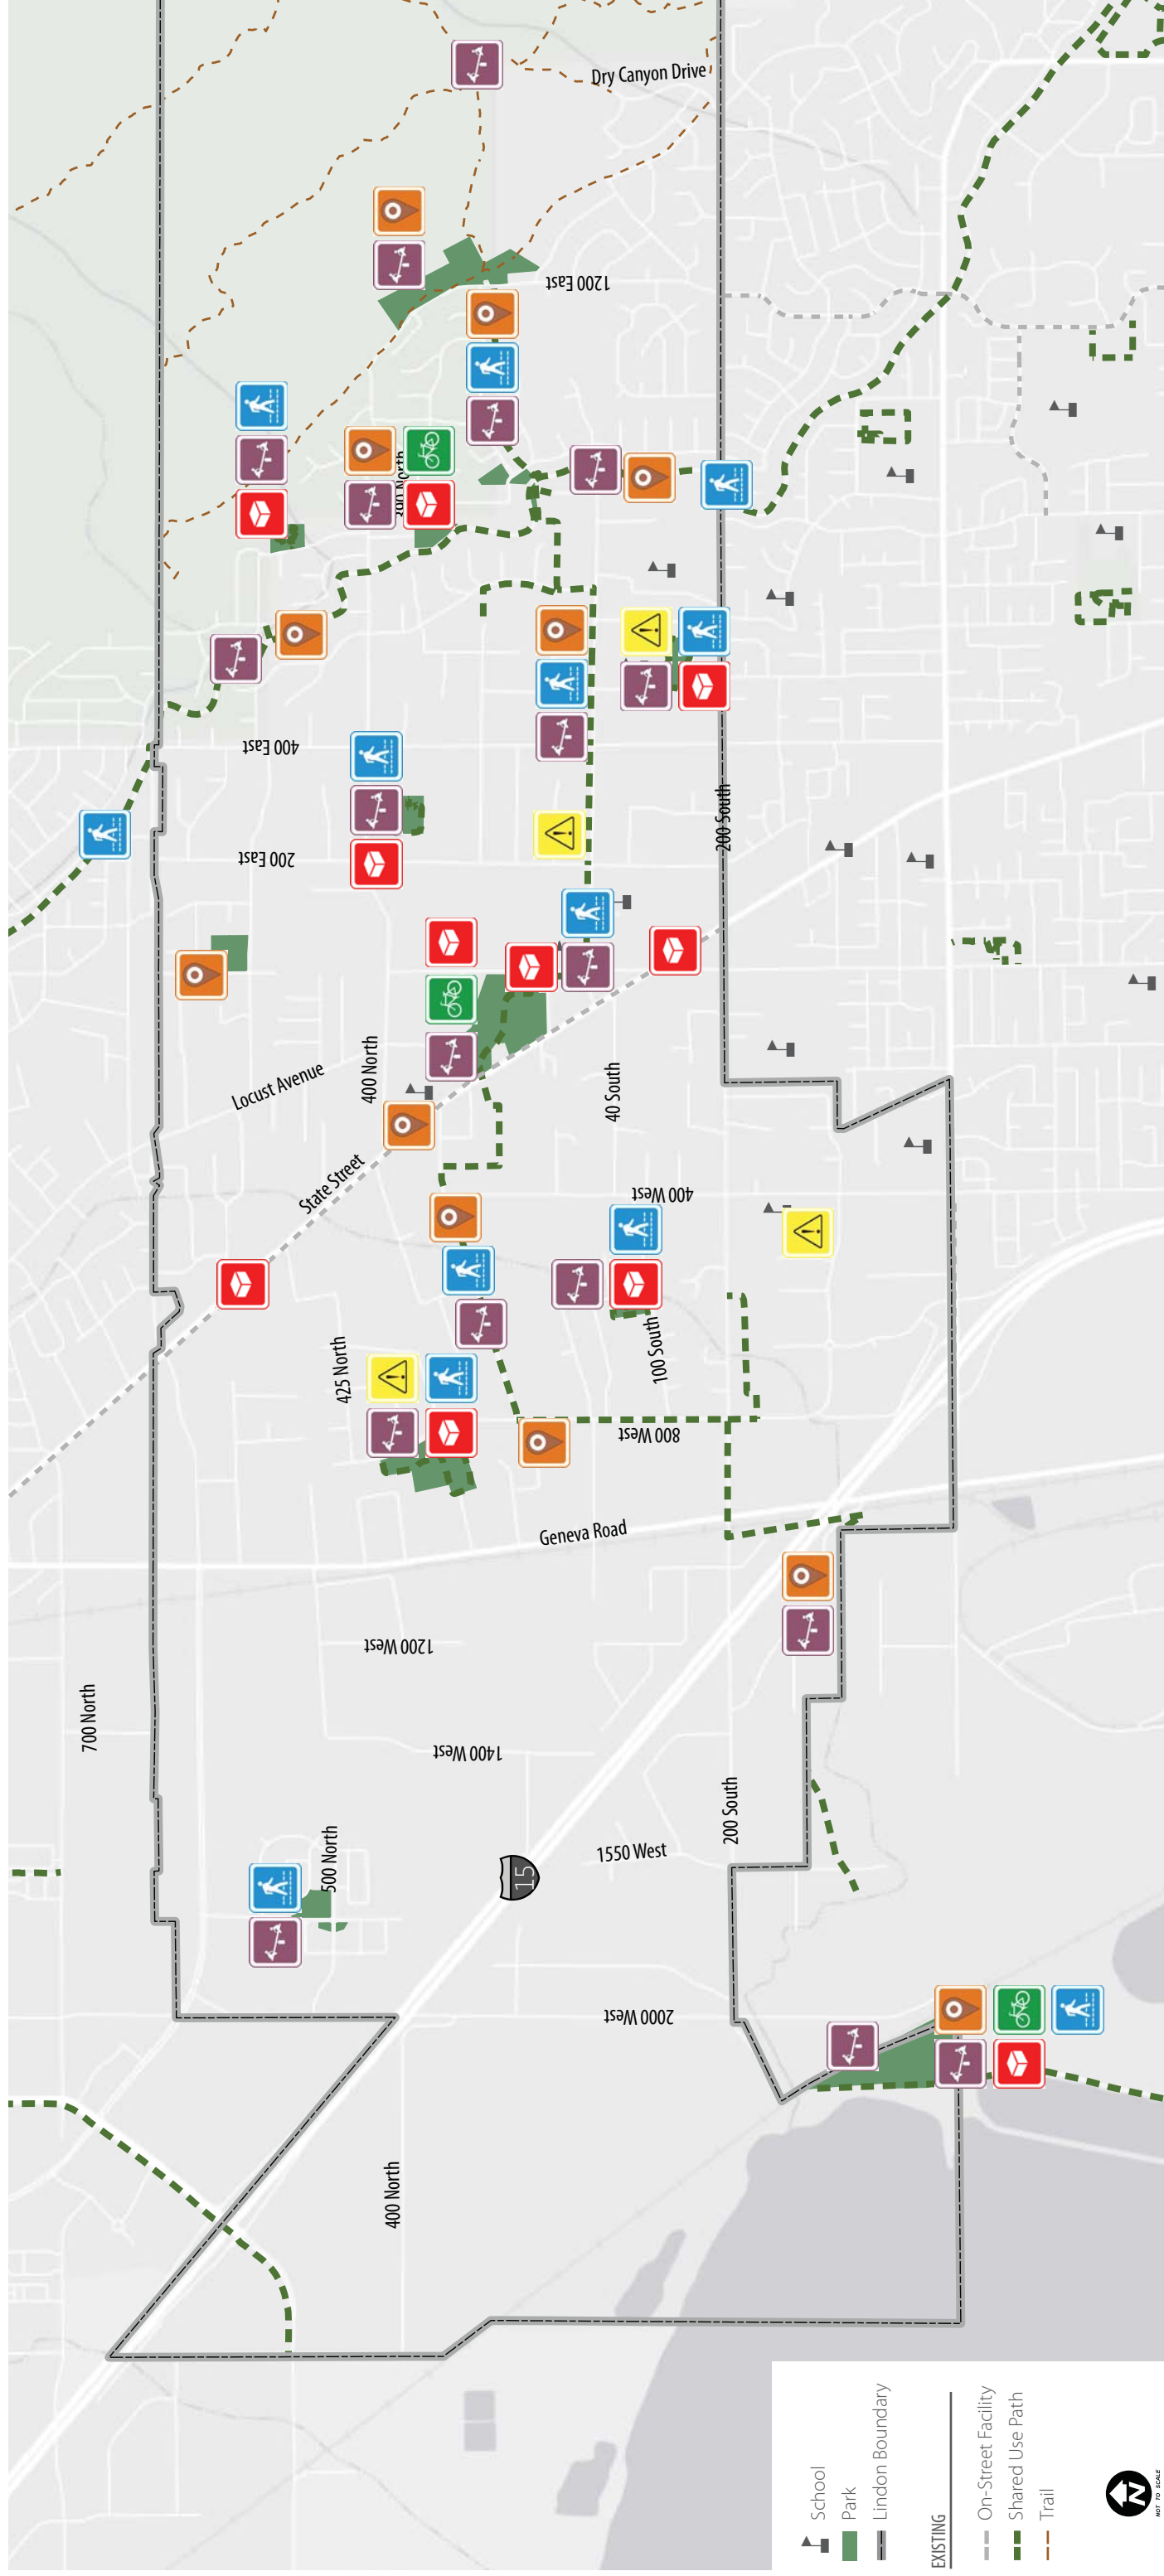 Dry Canyon Drive
1200 East
400 East
200 East
200 South
Locust Avenue
400 North
40 South
State Street
400 West
425 North
100 South
800 West
Geneva Road
1200 West
700 North
1400 West
200 South
500 North
1550 West
15
2000 West
400 North
School
Park
Lindon Boundary
EXISTING
On-Street Facility
Shared Use Path
Trail
N
NOT TO SCALE